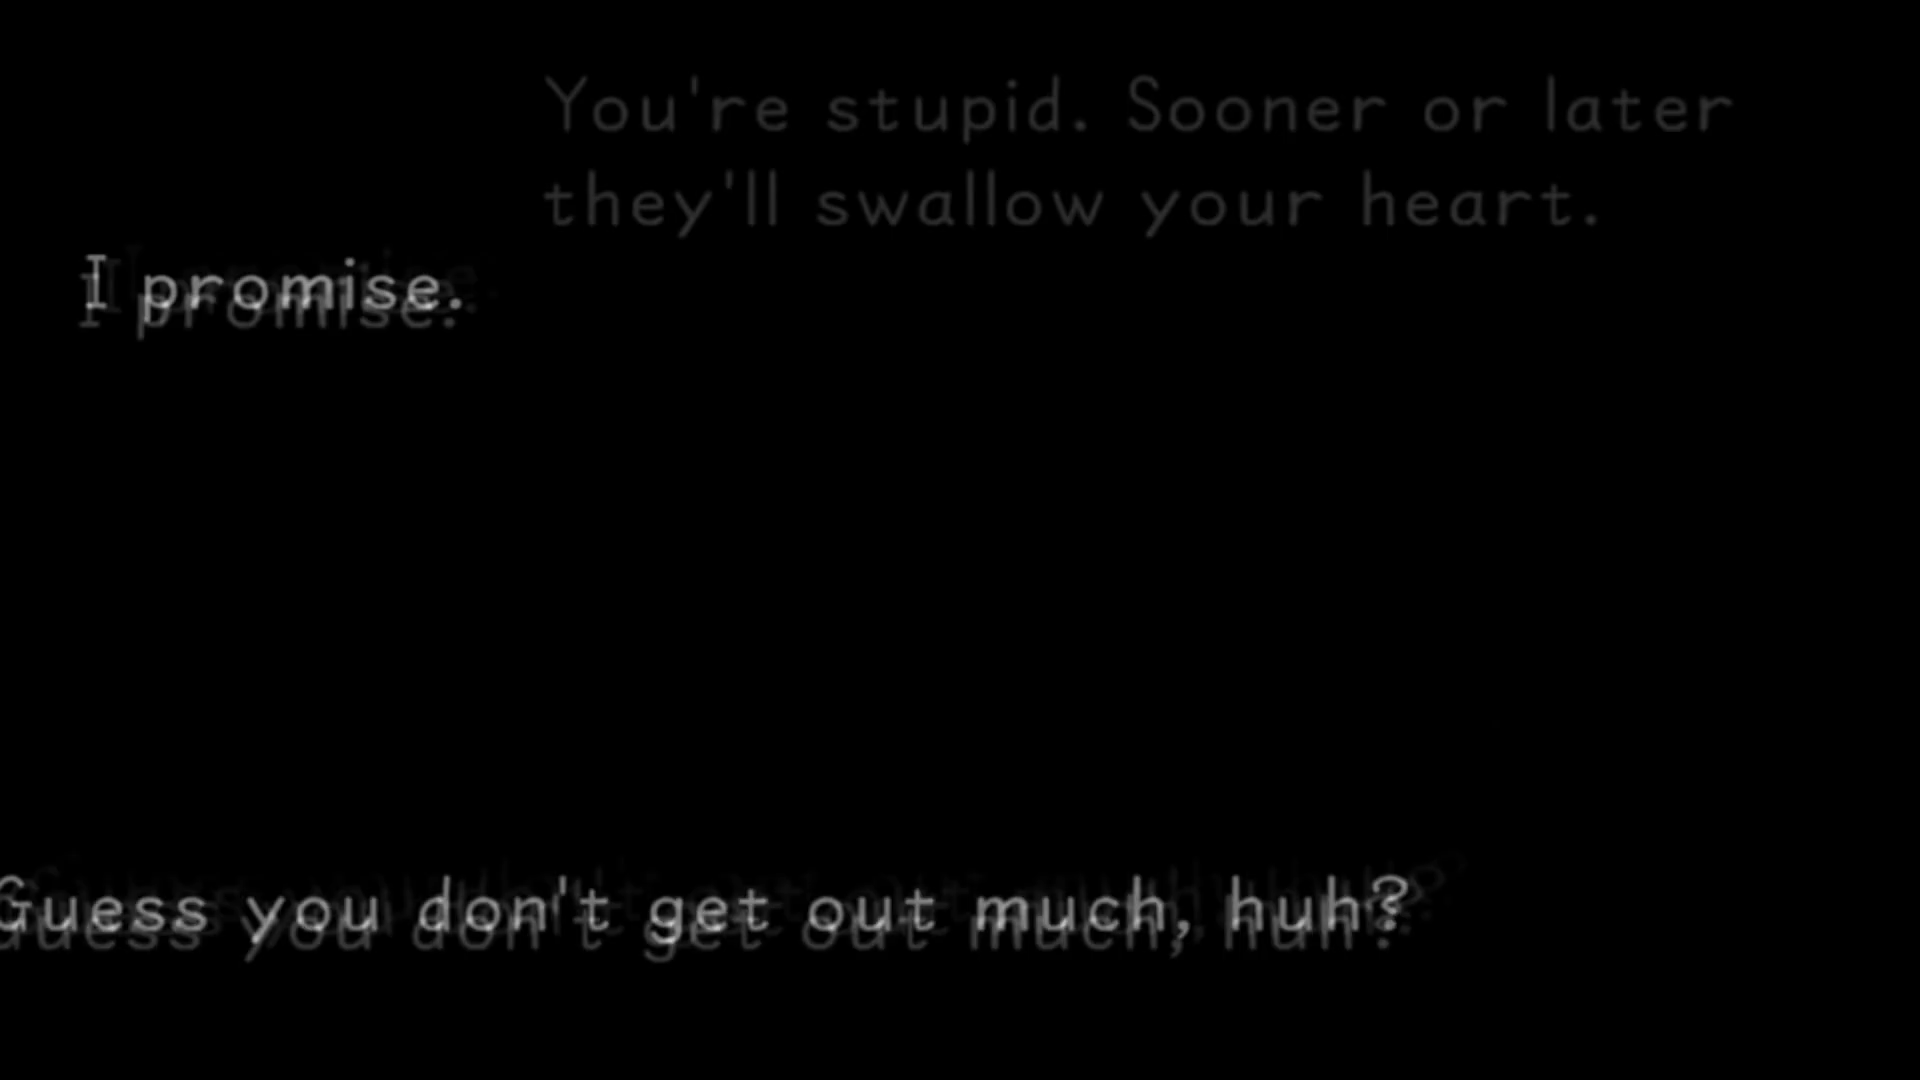 You're stupid. Sooner or later
they'll swallow your heart.
I promise.
Guess you don't get out much, huh?